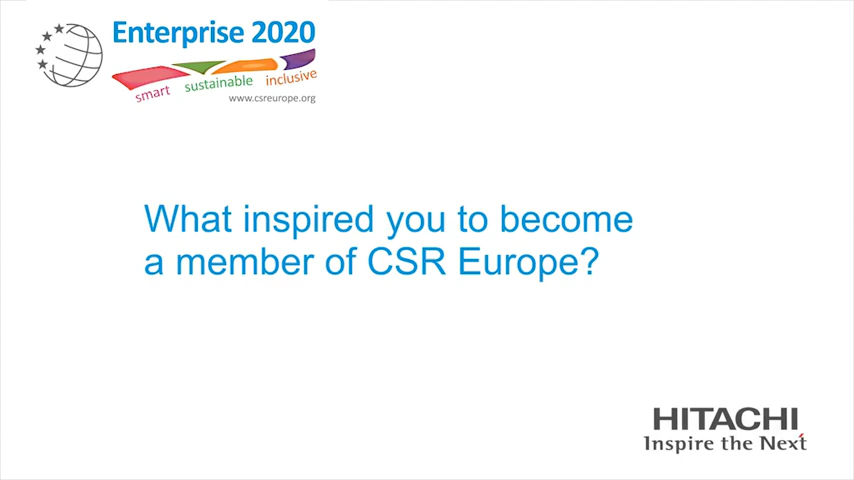 Enterprise 2020
smart sustainable inclusive
www.csreurope.org
What inspired you to become
a member of CSR Europe?
HITACHI
Inspire the Next